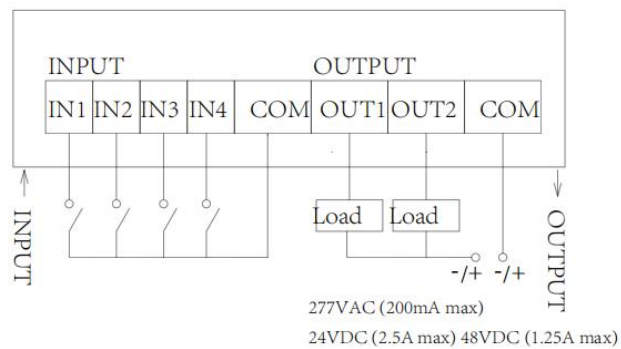 INPUT OUTPUT
IN1 IN2 IN3 IN4 COM OUT1 OUT2 COM
INPUT
Load Load
OUTPUT
-/+ -/+
277VAC (200mA max)
24VDC (2.5A max) 48VDC (1.25A max)